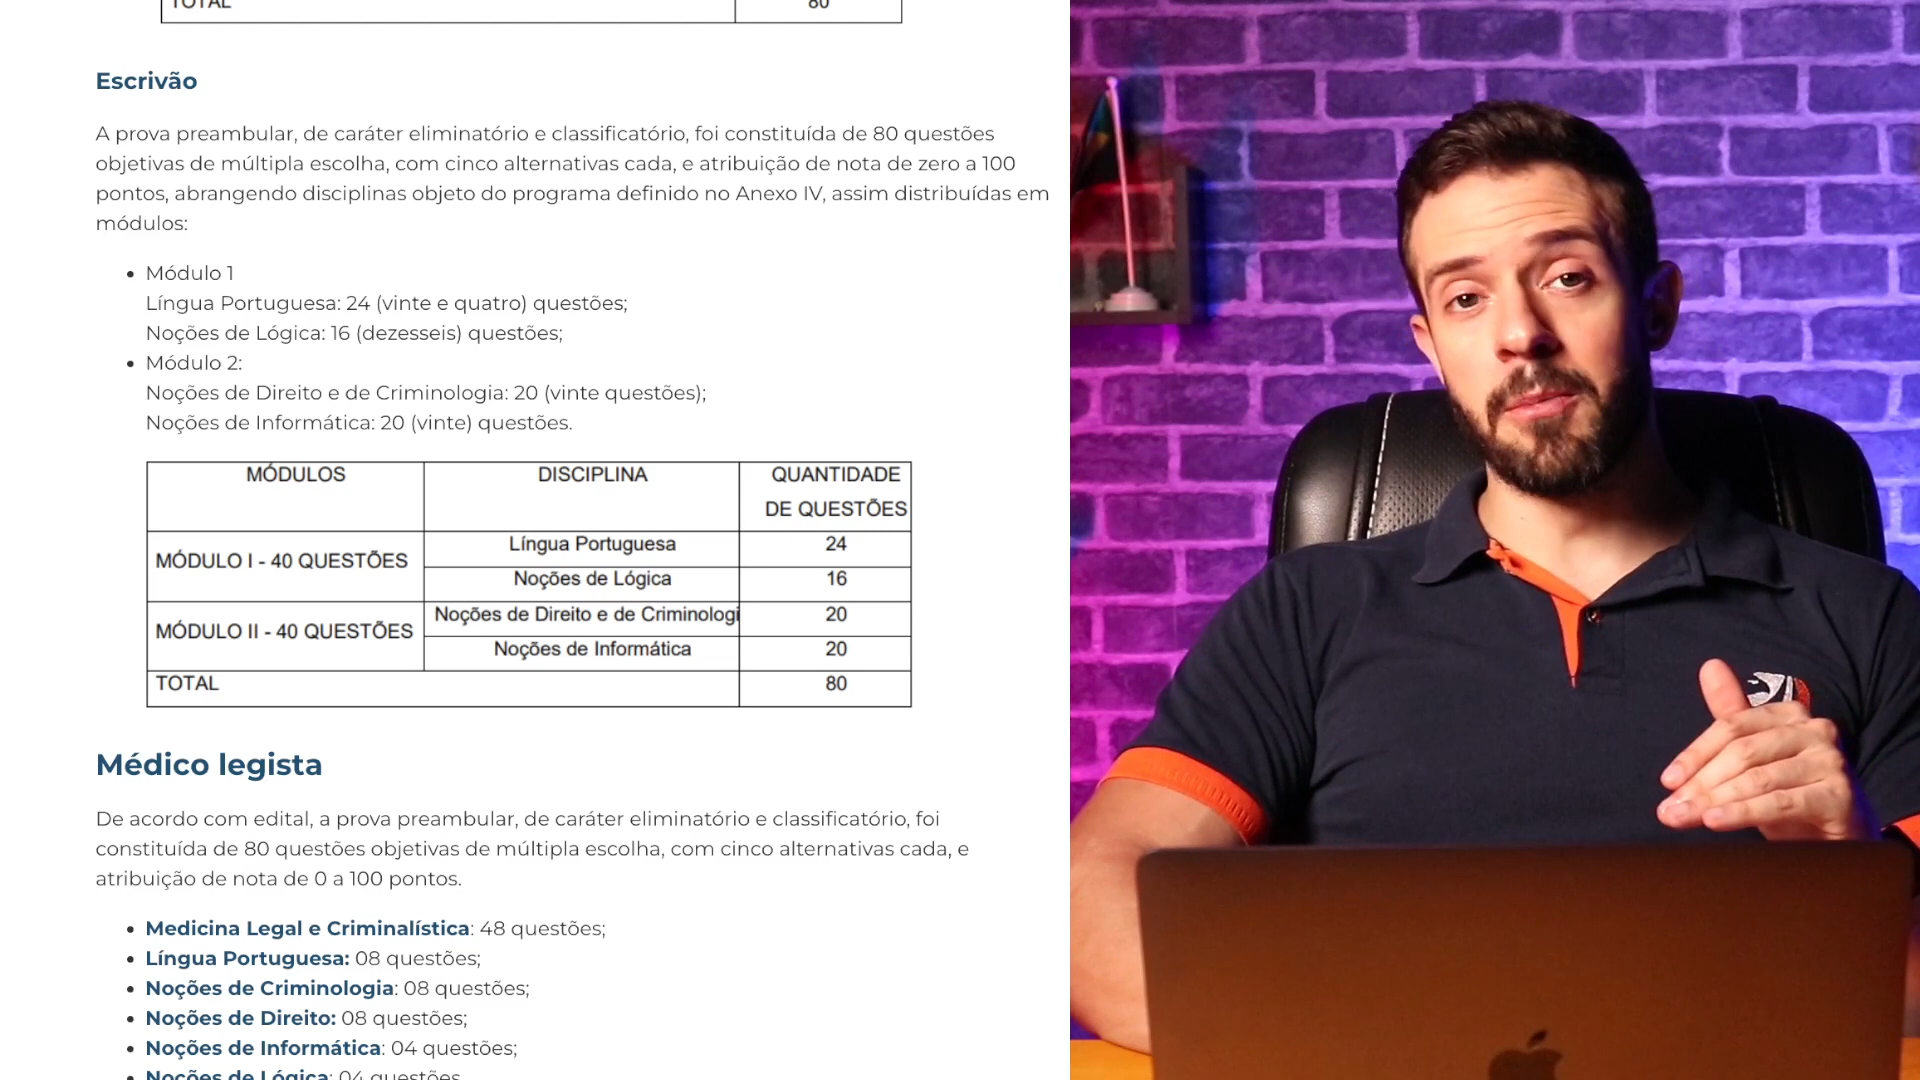 TOTAL 80
Escrivão
A prova preambular, de caráter eliminatório e classificatório, foi constituída de 80 questões
objetivas de múltipla escolha, com cinco alternativas cada, e atribuição de nota de zero a 100
pontos, abrangendo disciplinas objeto do programa definido no Anexo IV, assim distribuídas em
módulos:
Módulo 1
Língua Portuguesa: 24 (vinte e quatro) questões;
Noções de Lógica: 16 (dezesseis) questões;
Módulo 2:
Noções de Direito e de Criminologia: 20 (vinte questões);
Noções de Informática: 20 (vinte) questões.
MÓDULOS DISCIPLINA QUANTIDADE
DE QUESTÕES
MÓDULO I - 40 QUESTÕES
Língua Portuguesa 24
Noções de Lógica 16
MÓDULO II - 40 QUESTÕES
Noções de Direito e de Criminologi 20
Noções de Informática 20
TOTAL 80
Médico legista
De acordo com edital, a prova preambular, de caráter eliminatório e classificatório, foi
constituída de 80 questões objetivas de múltipla escolha, com cinco alternativas cada, e
atribuição de nota de 0 a 100 pontos.
Medicina Legal e Criminalística: 48 questões;
Língua Portuguesa: 08 questões;
Noções de Criminologia: 08 questões;
Noções de Direito: 08 questões;
Noções de Informática: 04 questões;
Noções de Lógica: 04 questões